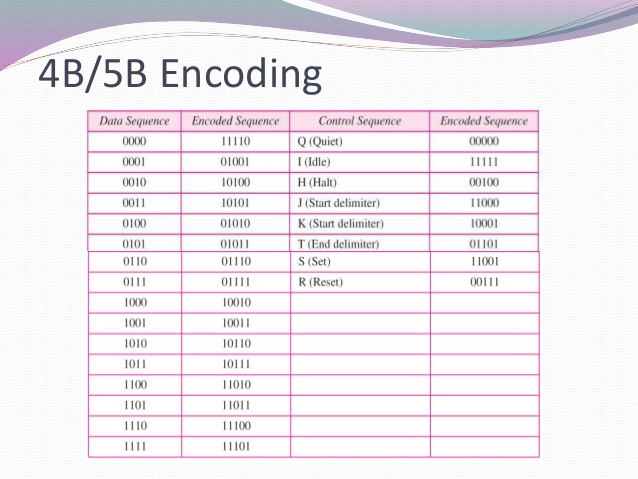 4B/5B Encoding
Data Sequence Encoded Sequence Control Sequence Encoded Sequence
0000 11110 Q (Quiet) 00000
0001 01001 I (Idle) 11111
0010 10100 H (Halt) 00100
0011 10101 J (Start delimiter) 11000
0100 01010 K (Start delimiter) 10001
0101 01011 T (End delimiter) 01101
0110 01110 S (Set) 11001
0111 01111 R (Reset) 00111
1000 10010
1001 10011
1010 10110
1011 10111
1100 11010
1101 11011
1110 11100
1111 11101